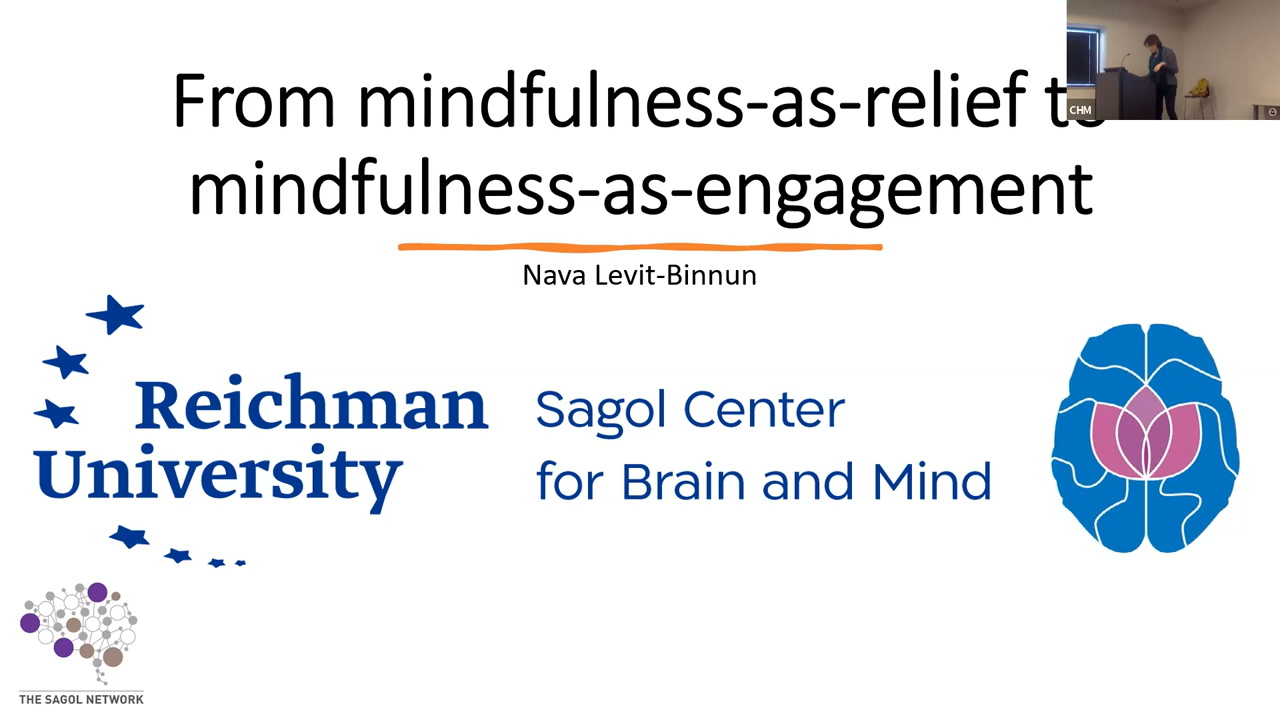 From mindfulness-as-relief to
mindfulness-as-engagement
Nava Levit-Binnun
Reichman
University
Sagol Center
for Brain and Mind
THE SAGOL NETWORK
CHM